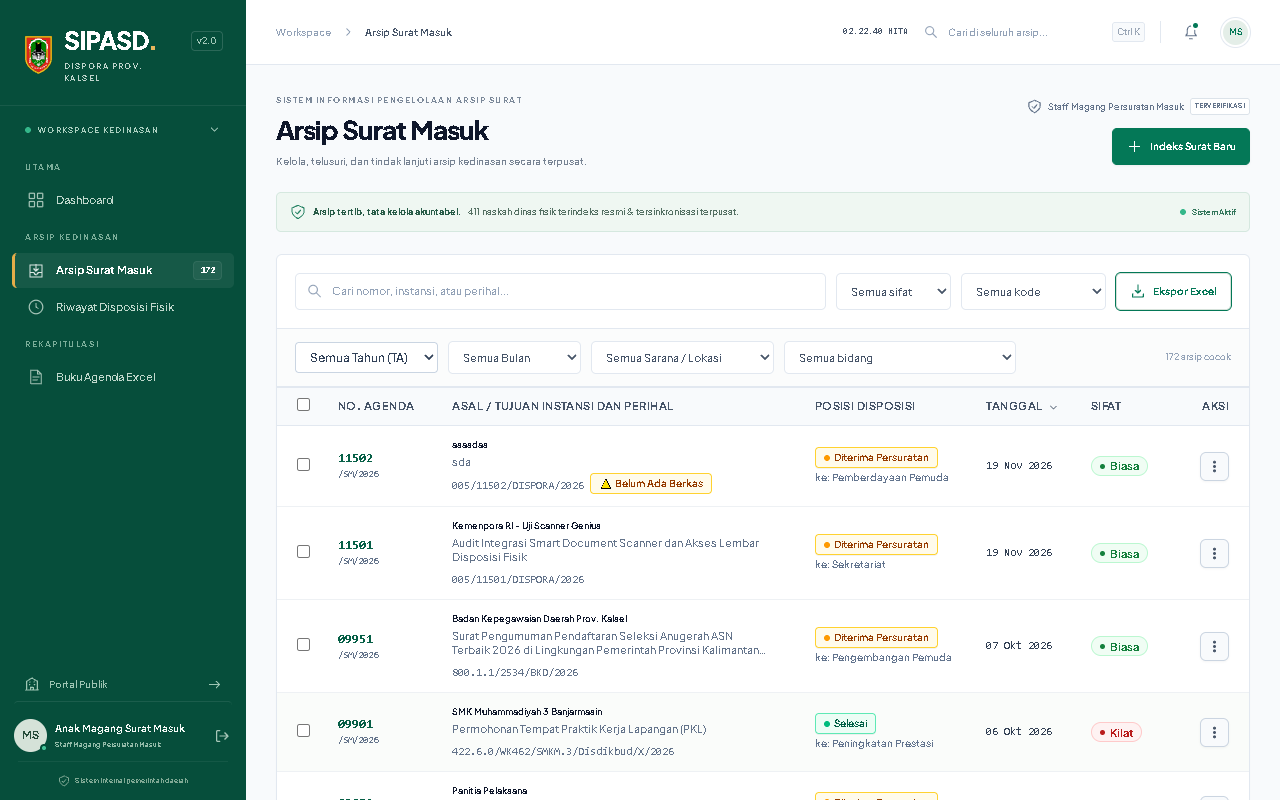 SIPASD.
v2.0
DISPORA PROV.
KALSEL
WORKSPACE KEDINASAN
UTAMA
Dashboard
ARSIP KEDINASAN
Arsip Surat Masuk 172
Riwayat Disposisi Fisik
REKAPITULASI
Buku Agenda Excel
Portal Publik
MS
Anak Magang Surat Masuk
Staff Magang Persuratan Masuk
Sistem internal pemerintah daerah
Workspace > Arsip Surat Masuk
02.22.40 WITA
Cari di seluruh arsip...
Ctrl K
MS
SISTEM INFORMASI PENGELOLAAN ARSIP SURAT
Arsip Surat Masuk
Kelola, telusuri, dan tindak lanjuti arsip kedinasan secara terpusat.
Staff Magang Persuratan Masuk TERVERIFIKASI
Indeks Surat Baru
Arsip tertib, tata kelola akuntabel. 411 naskah dinas fisik terindeks resmi & tersinkronisasi terpusat.
Sistem Aktif
Cari nomor, instansi, atau perihal...
Semua sifat
Semua kode
Ekspor Excel
Semua Tahun (TA)
Semua Bulan
Semua Sarana / Lokasi
Semua bidang
172 arsip cocok
NO. AGENDA ASAL / TUJUAN INSTANSI DAN PERIHAL POSISI DISPOSISI TANGGAL SIFAT AKSI
11502
/SM/2026
asasdas
sda
005/11502/DISPORA/2026 Belum Ada Berkas
Diterima Persuratan
ke: Pemberdayaan Pemuda
19 Nov 2026
Biasa
11501
/SM/2026
Kemenpora RI - Uji Scanner Genius
Audit Integrasi Smart Document Scanner dan Akses Lembar
Disposisi Fisik
005/11501/DISPORA/2026
Diterima Persuratan
ke: Sekretariat
19 Nov 2026
Biasa
09951
/SM/2026
Badan Kepegawaian Daerah Prov. Kalsel
Surat Pengumuman Pendaftaran Seleksi Anugerah ASN
Terbaik 2026 di Lingkungan Pemerintah Provinsi Kalimantan...
800.1.1/2534/BKD/2026
Diterima Persuratan
ke: Pengembangan Pemuda
07 Okt 2026
Biasa
09901
/SM/2026
SMK Muhammadiyah 3 Banjarmasin
Permohonan Tempat Praktik Kerja Lapangan (PKL)
422.6.0/WK462/SMKM.3/Disdikbud/X/2026
Selesai
ke: Peningkatan Prestasi
06 Okt 2026
Kilat
Panitia Pelaksana